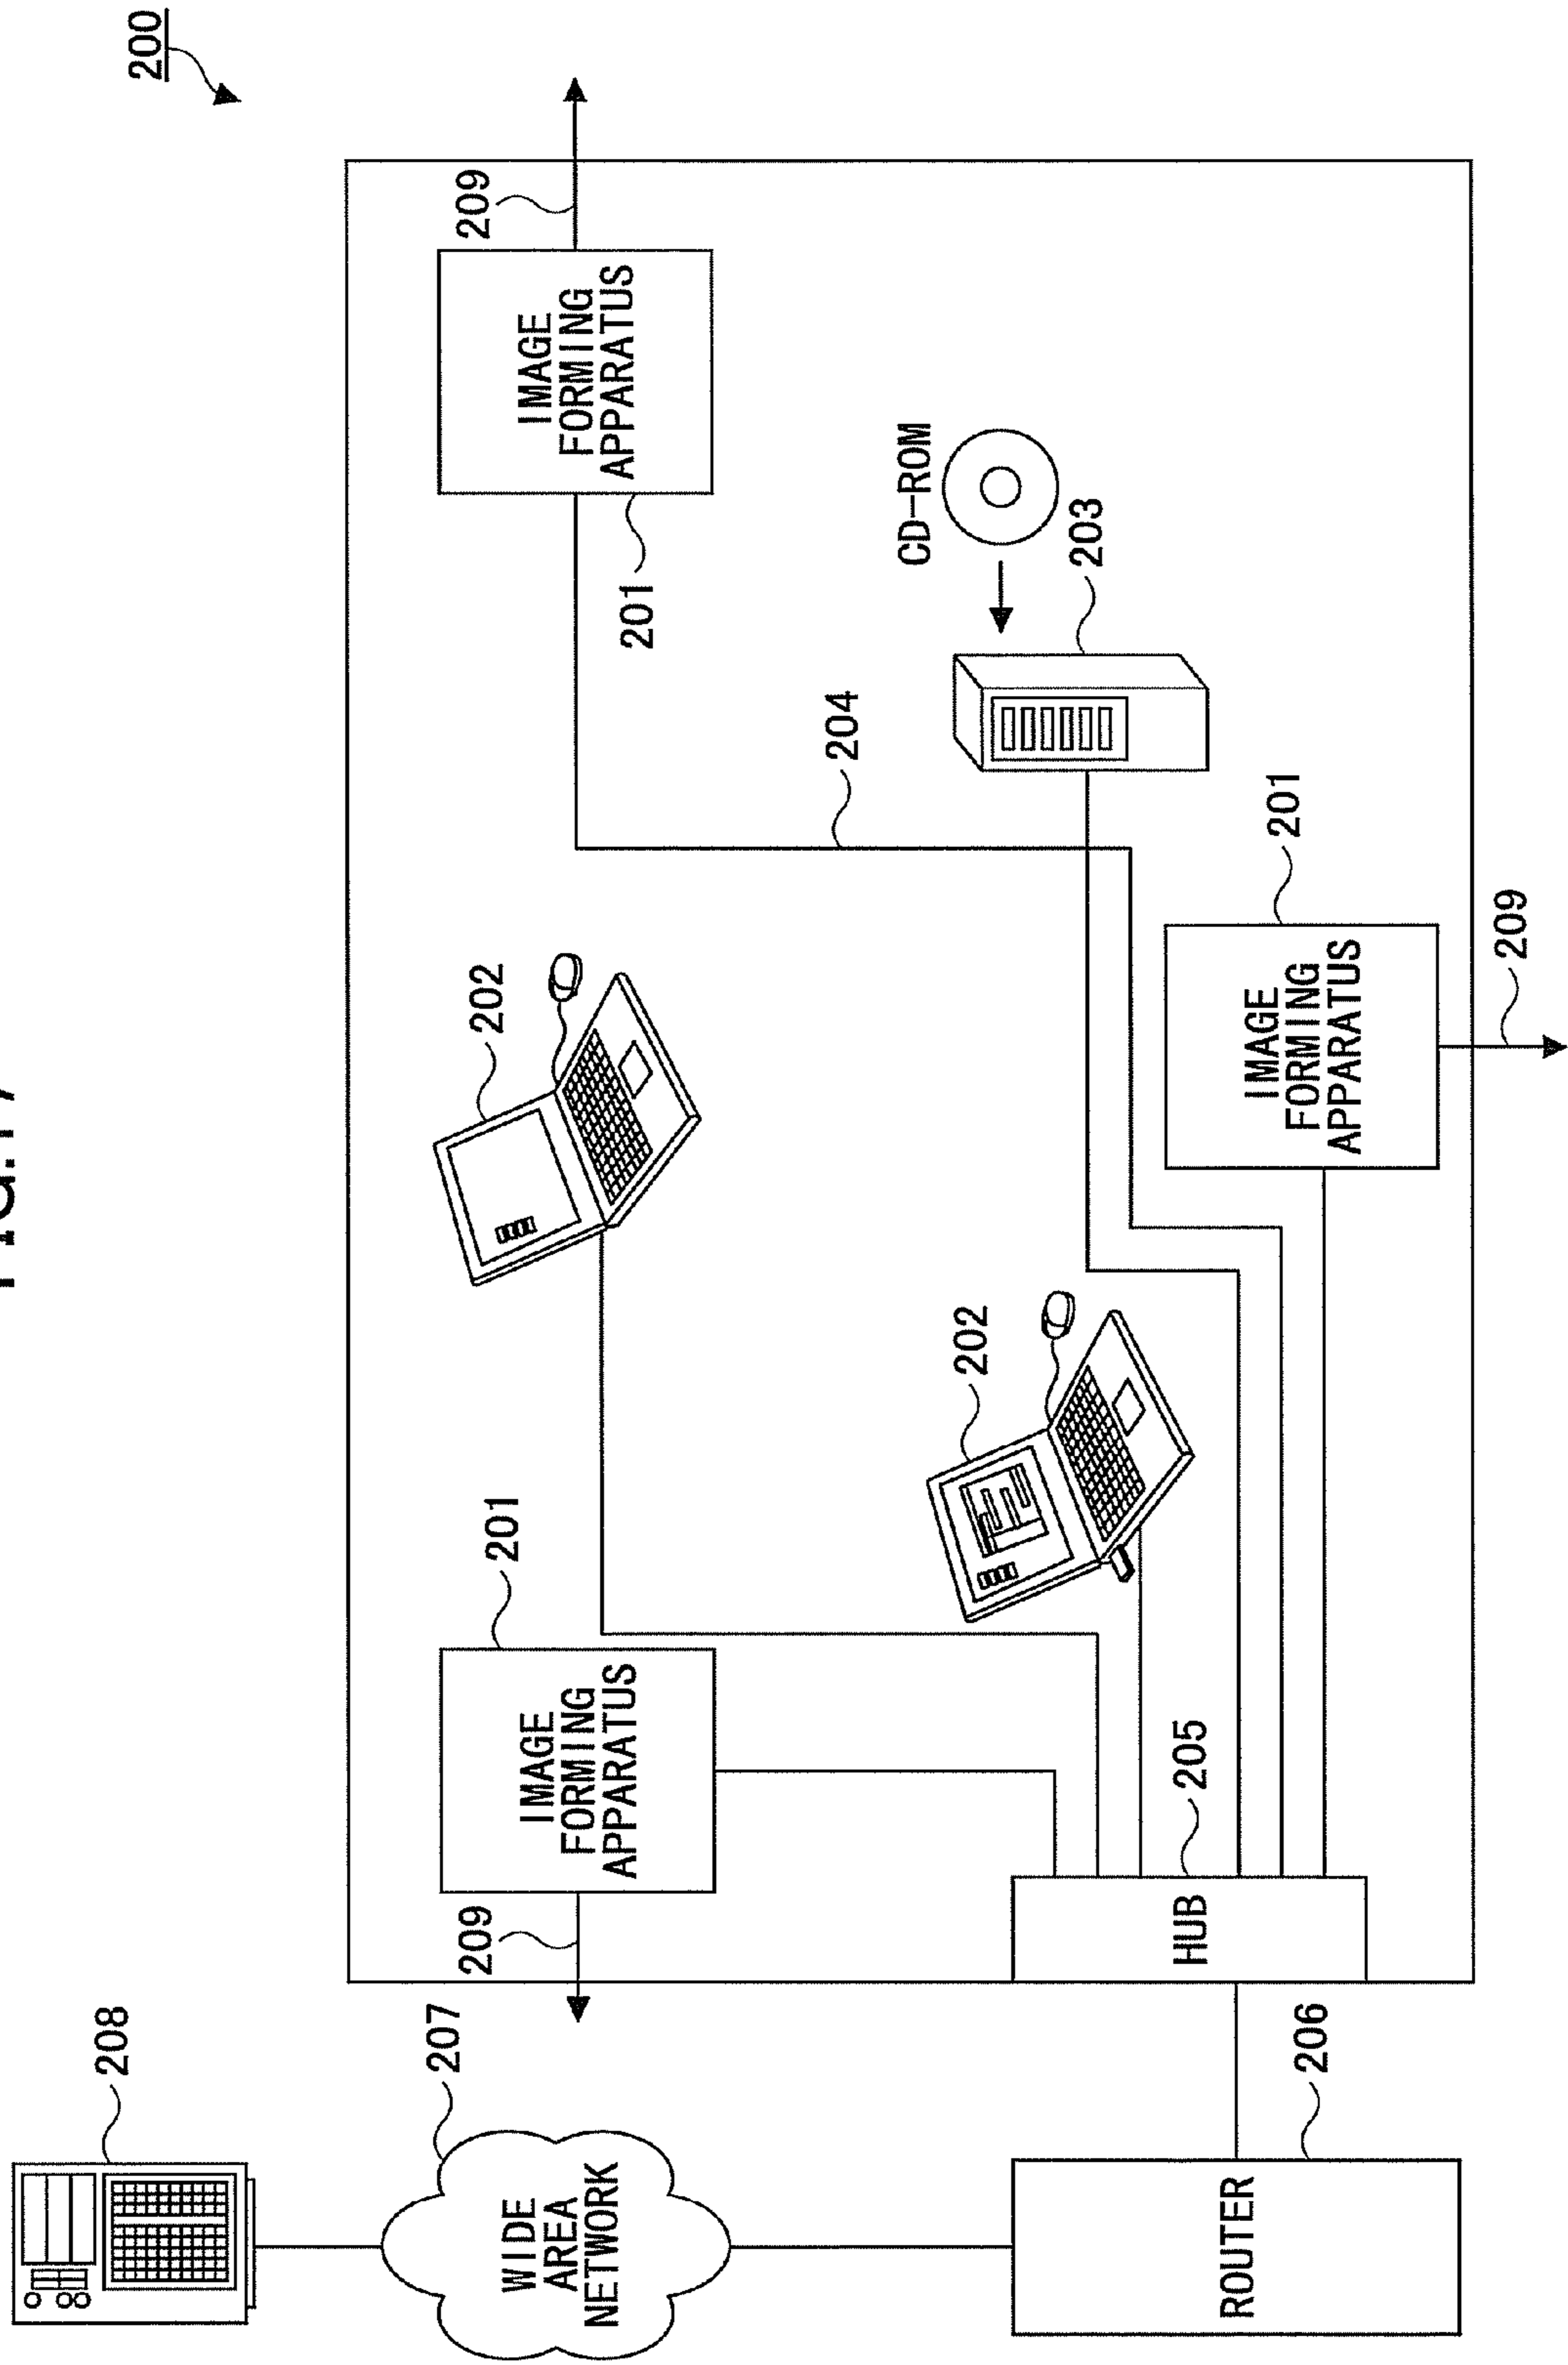 208
200
207
209
201
202
209
WIDE
AREA
NETWORK
IMAGE
FORMING
APPARATUS
IMAGE
FORMING
APPARATUS
201
204
CD-ROM
202
203
205
HUB
206
ROUTER
201
IMAGE
FORMING
APPARATUS
209